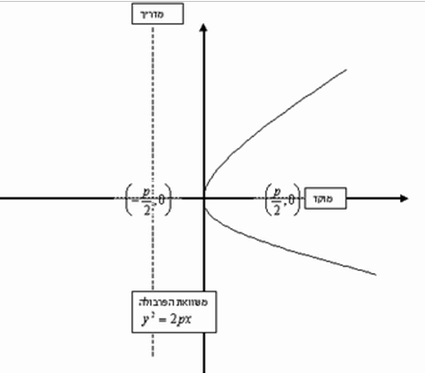 מדריך
(-p/2, 0)
(p/2, 0)
מוקד
משוואת הפרבולה
y² = 2px